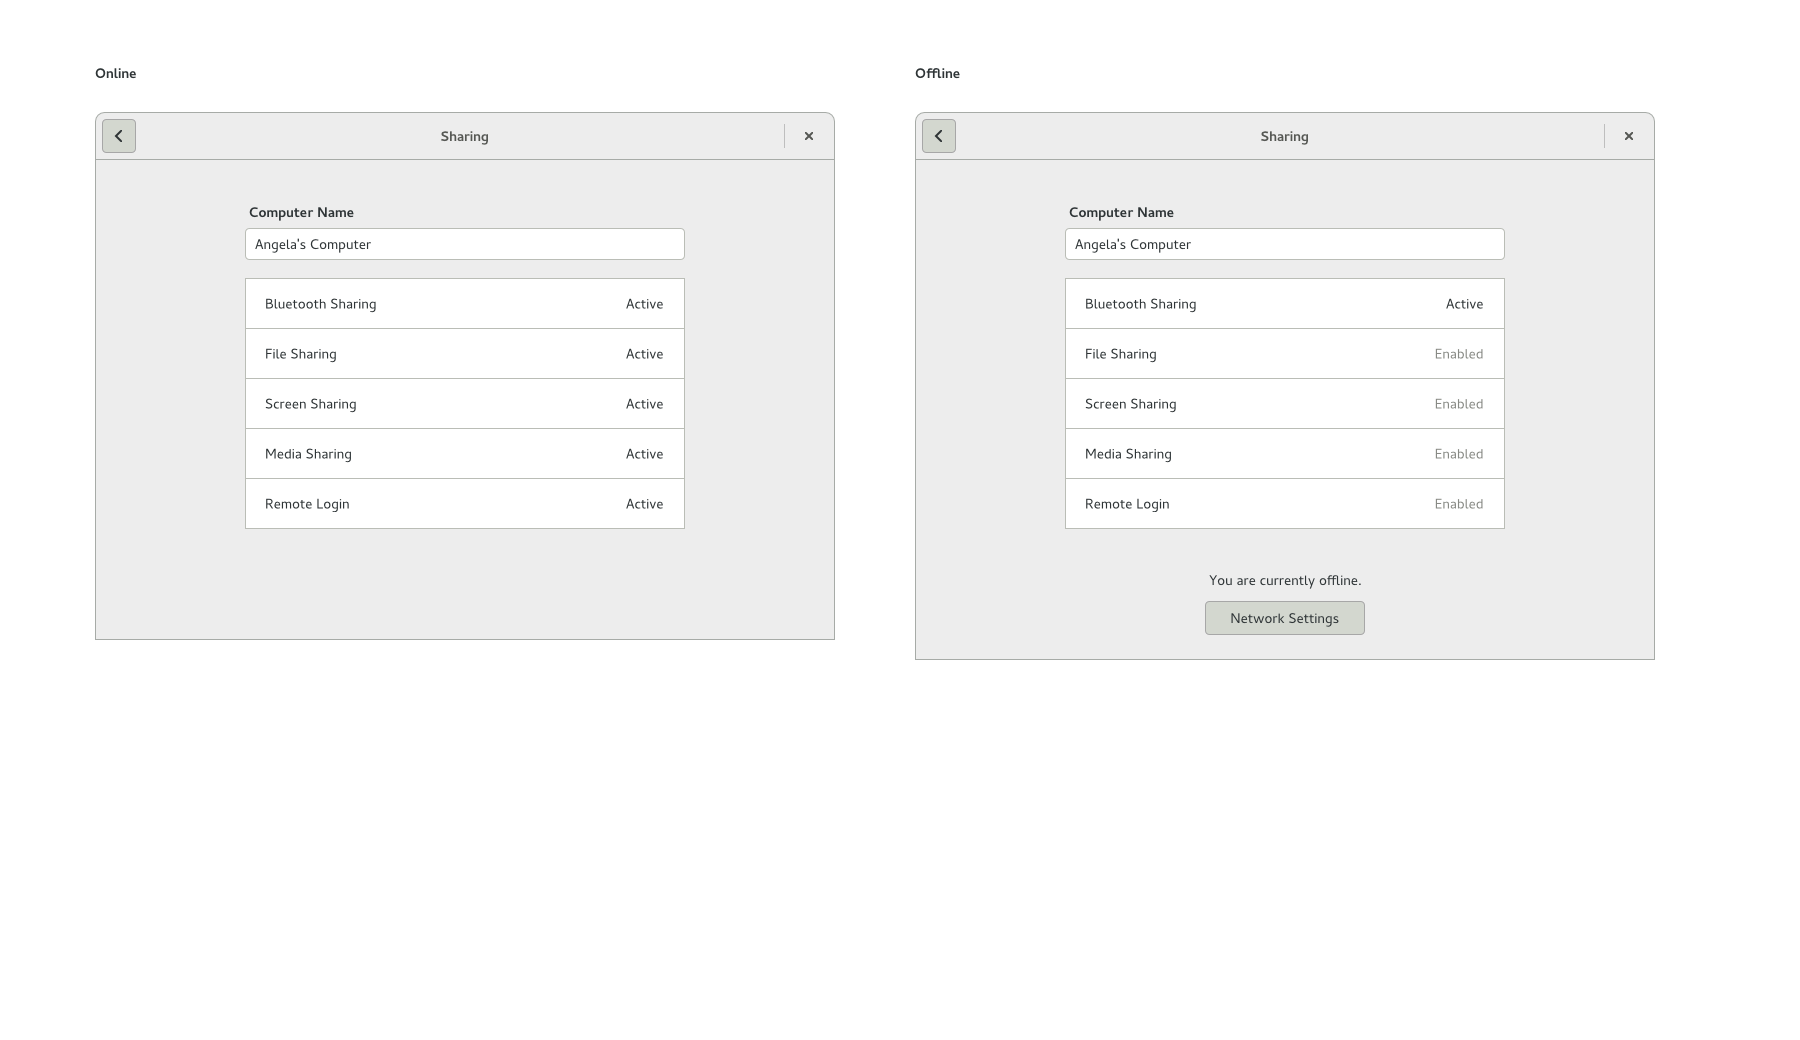 Online
Sharing
Computer Name
Angela's Computer
Bluetooth Sharing Active
File Sharing Active
Screen Sharing Active
Media Sharing Active
Remote Login Active
Offline
Sharing
Computer Name
Angela's Computer
Bluetooth Sharing Active
File Sharing Enabled
Screen Sharing Enabled
Media Sharing Enabled
Remote Login Enabled
You are currently offline.
Network Settings